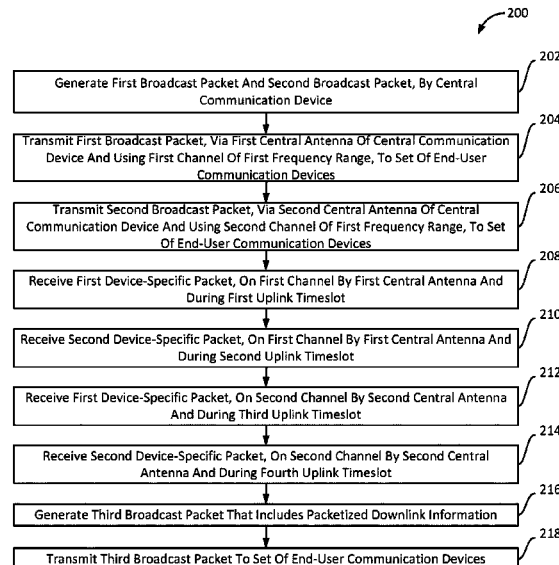 200
202
Generate First Broadcast Packet And Second Broadcast Packet, By Central
Communication Device
204
Transmit First Broadcast Packet, Via First Central Antenna Of Central Communication
Device And Using First Channel Of First Frequency Range, To Set Of End-User
Communication Devices
206
Transmit Second Broadcast Packet, Via Second Central Antenna Of Central
Communication Device And Using Second Channel Of First Frequency Range, To Set
Of End-User Communication Devices
208
Receive First Device-Specific Packet, On First Channel By First Central Antenna And
During First Uplink Timeslot
210
Receive Second Device-Specific Packet, On First Channel By First Central Antenna And
During Second Uplink Timeslot
212
Receive First Device-Specific Packet, On Second Channel By Second Central Antenna
And During Third Uplink Timeslot
214
Receive Second Device-Specific Packet, On Second Channel By Second Central
Antenna And During Fourth Uplink Timeslot
216
Generate Third Broadcast Packet That Includes Packetized Downlink Information
218
Transmit Third Broadcast Packet To Set Of End-User Communication Devices